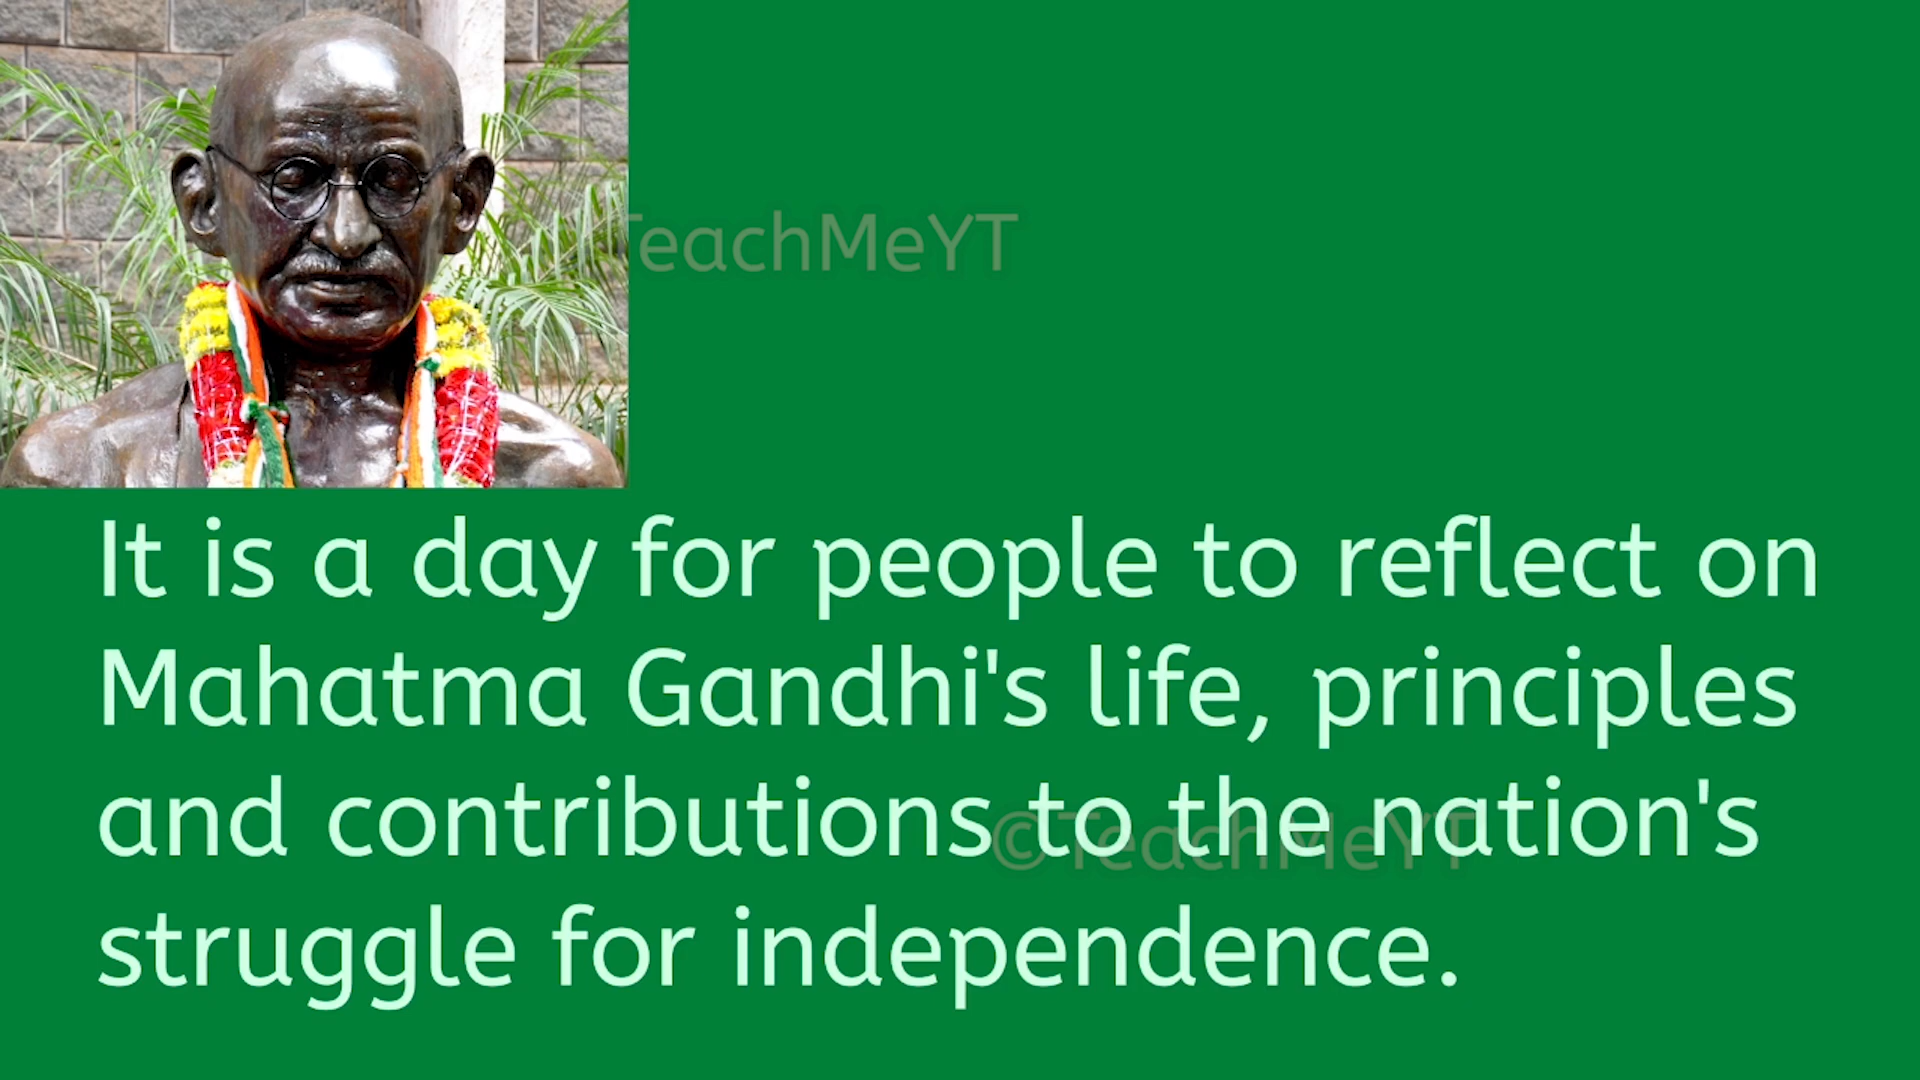 TeachMeYT
It is a day for people to reflect on
Mahatma Gandhi's life, principles
and contributions to the nation's
struggle for independence.
©TeachMeYT